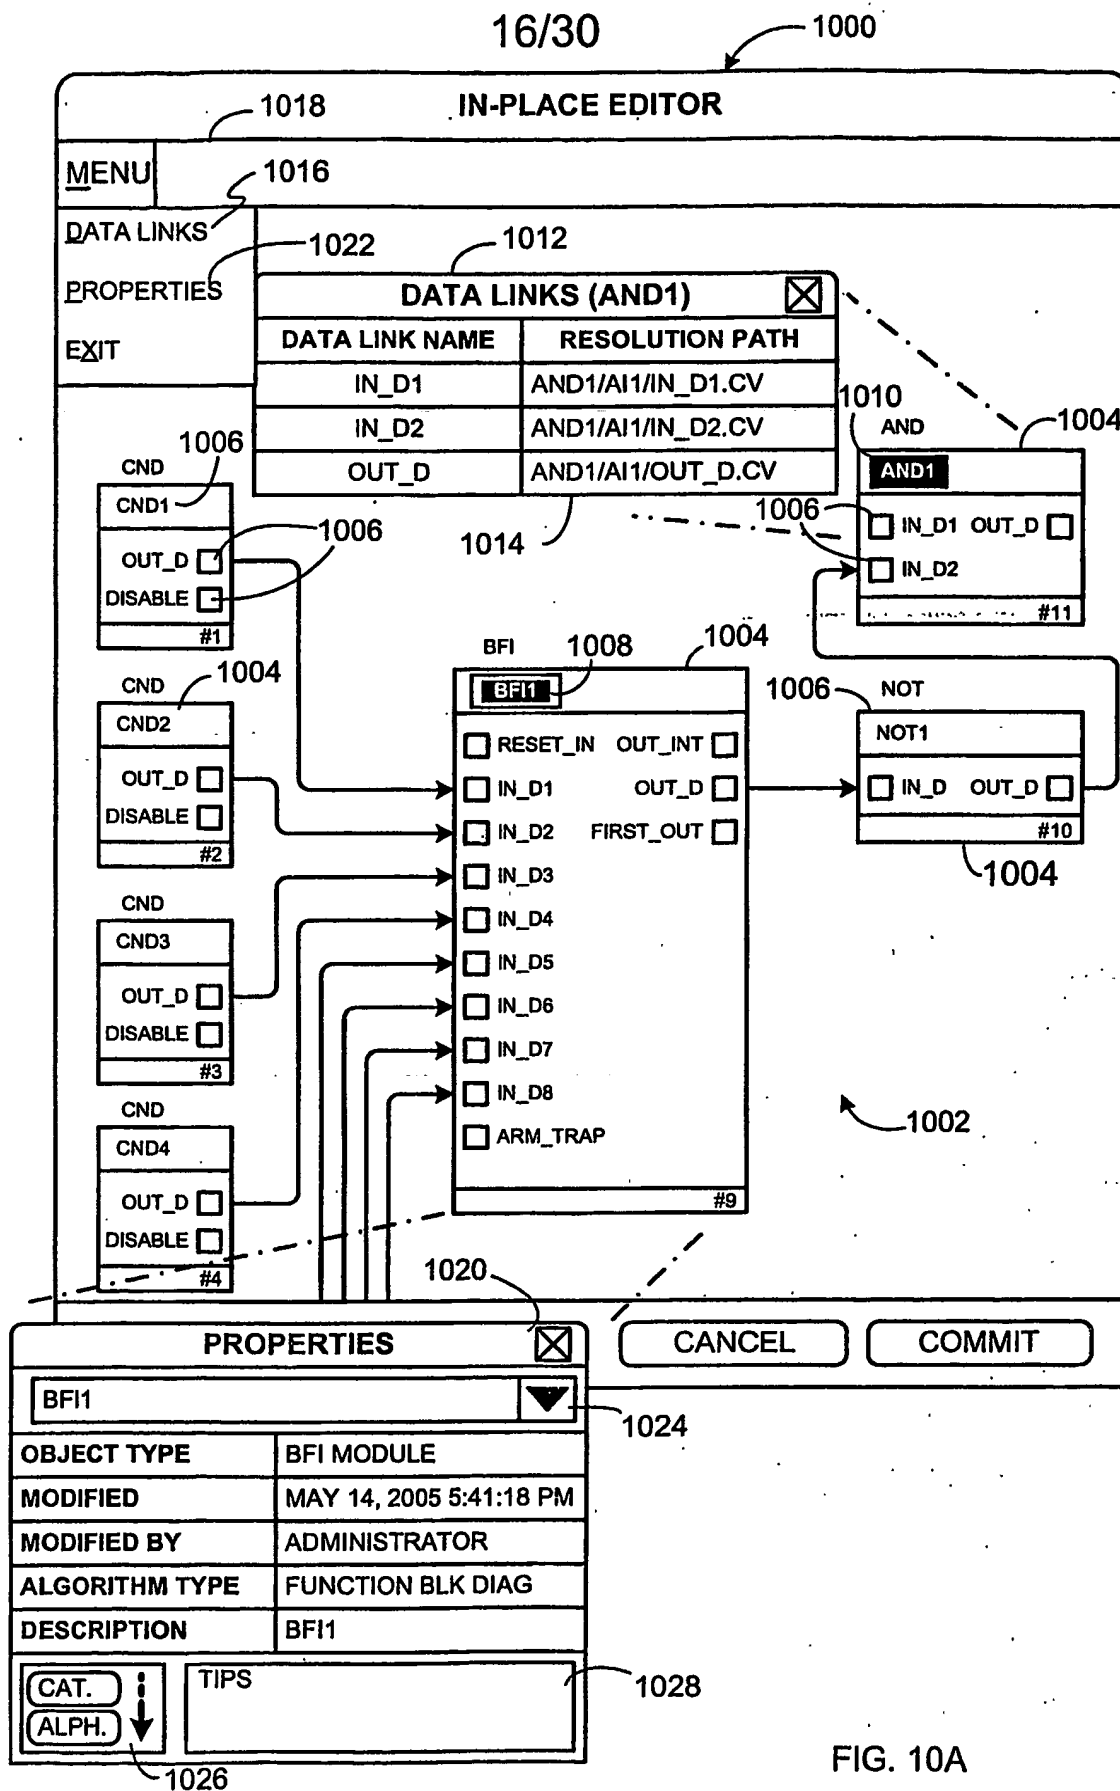 16/30
1000
IN-PLACE EDITOR
1018
MENU
1016
DATA LINKS
1022
PROPERTIES
EXIT
1012
DATA LINKS (AND1)
DATA LINK NAME RESOLUTION PATH
IN_D1 AND1/AI1/IN_D1.CV
IN_D2 AND1/AI1/IN_D2.CV
OUT_D AND1/AI1/OUT_D.CV
1014
1010
AND
1004
AND1
1006
IN_D1 OUT_D
IN_D2
#11
CND
1006
CND1
1006
OUT_D
DISABLE
#1
CND
1004
CND2
OUT_D
DISABLE
#2
CND
CND3
OUT_D
DISABLE
#3
CND
CND4
OUT_D
DISABLE
#4
BFI
1008
1004
BFI1
RESET_IN OUT_INT
IN_D1 OUT_D
IN_D2 FIRST_OUT
IN_D3
IN_D4
IN_D5
IN_D6
IN_D7
IN_D8
ARM_TRAP
#9
1006
NOT
NOT1
IN_D OUT_D
#10
1004
1002
1020
PROPERTIES
CANCEL
COMMIT
BFI1
1024
OBJECT TYPE BFI MODULE
MODIFIED MAY 14, 2005 5:41:18 PM
MODIFIED BY ADMINISTRATOR
ALGORITHM TYPE FUNCTION BLK DIAG
DESCRIPTION BFI1
CAT.
ALPH.
TIPS
1028
1026
FIG. 10A